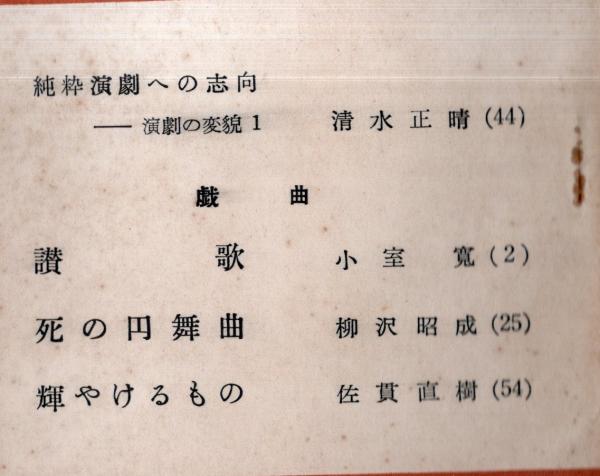 純粋演劇への志向
── 演劇の変貌 1 清水正晴 (44)
戯曲
讃歌 小室寛 (2)
死の円舞曲 柳沢昭成 (25)
輝やけるもの 佐貫直樹 (54)